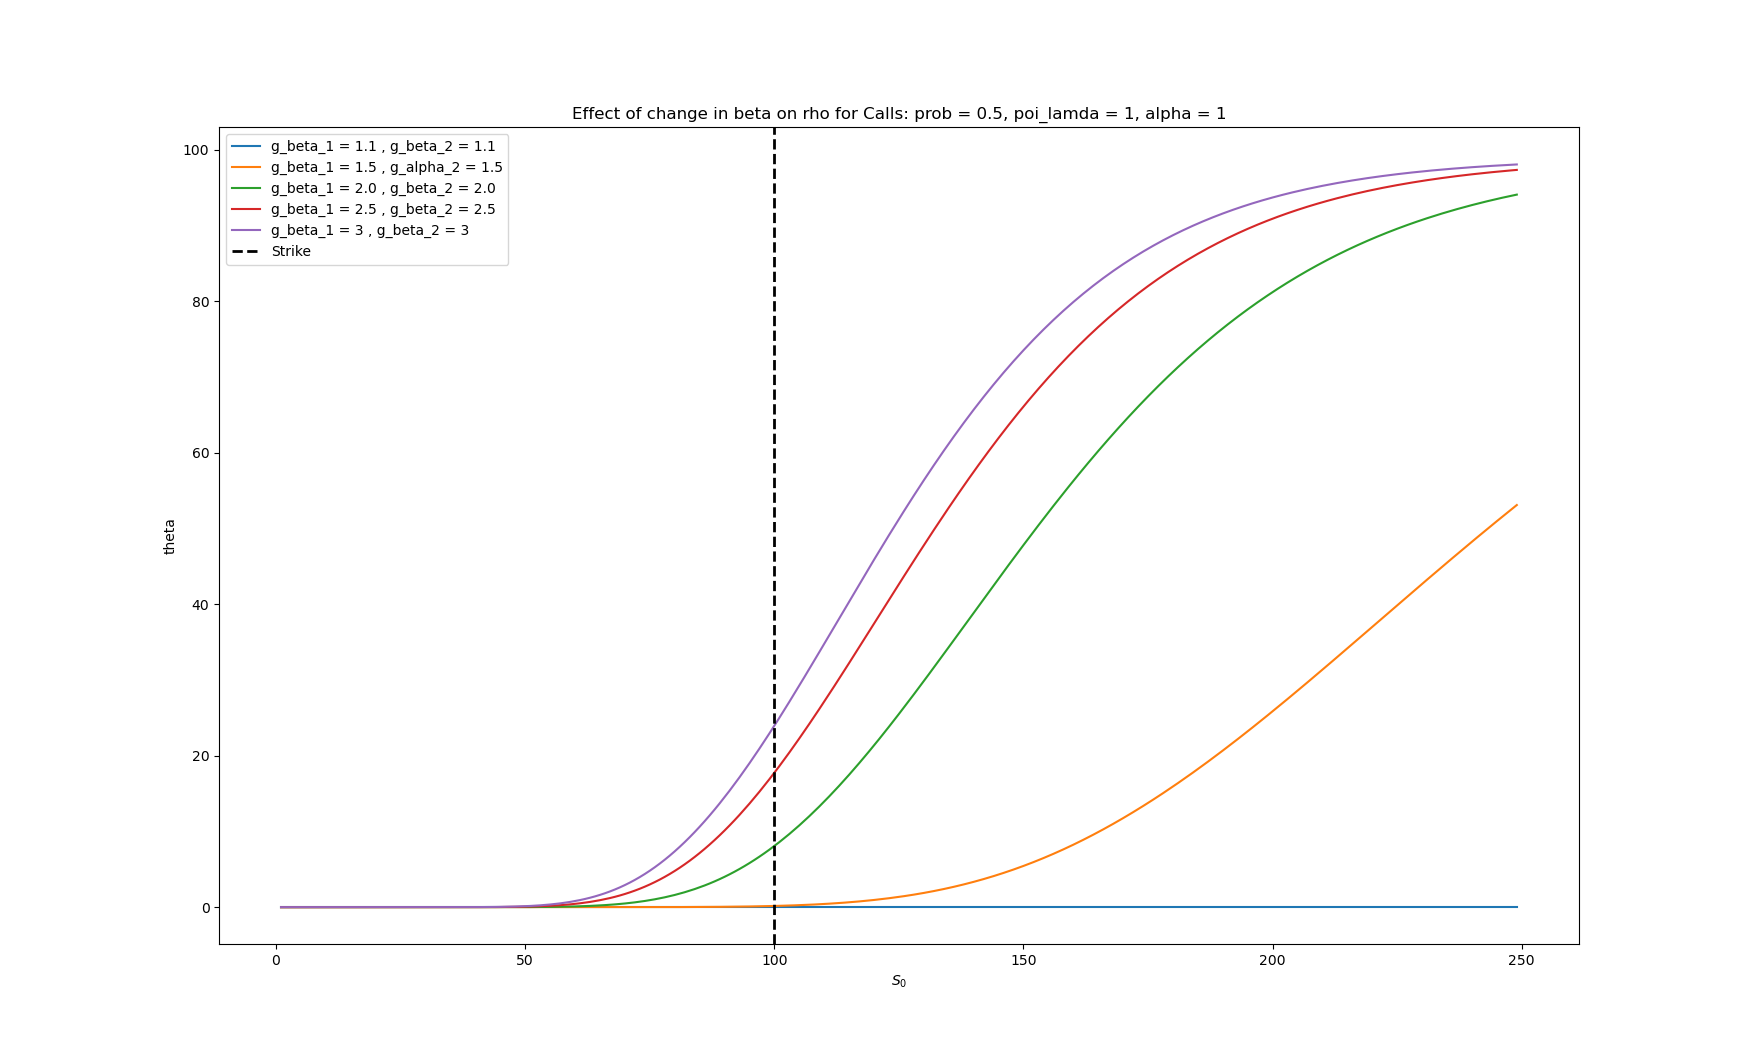 Effect of change in beta on rho for Calls: prob = 0.5, poi_lamda = 1, alpha = 1
g_beta_1 = 1.1 , g_beta_2 = 1.1
g_beta_1 = 1.5 , g_alpha_2 = 1.5
g_beta_1 = 2.0 , g_beta_2 = 2.0
g_beta_1 = 2.5 , g_beta_2 = 2.5
g_beta_1 = 3 , g_beta_2 = 3
Strike
100
80
60
40
20
0
theta
0 50 100 150 200 250
S₀